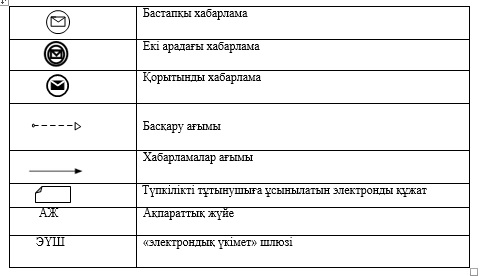 Бастапқы хабарлама
Екі арадағы хабарлама
Қорытынды хабарлама
Басқару ағымы
Хабарламалар ағымы
Түпкілікті тұтынушыға ұсынылатын электронды құжат
АЖ Ақпараттық жүйе
ЭҮШ «электрондық үкімет» шлюзі